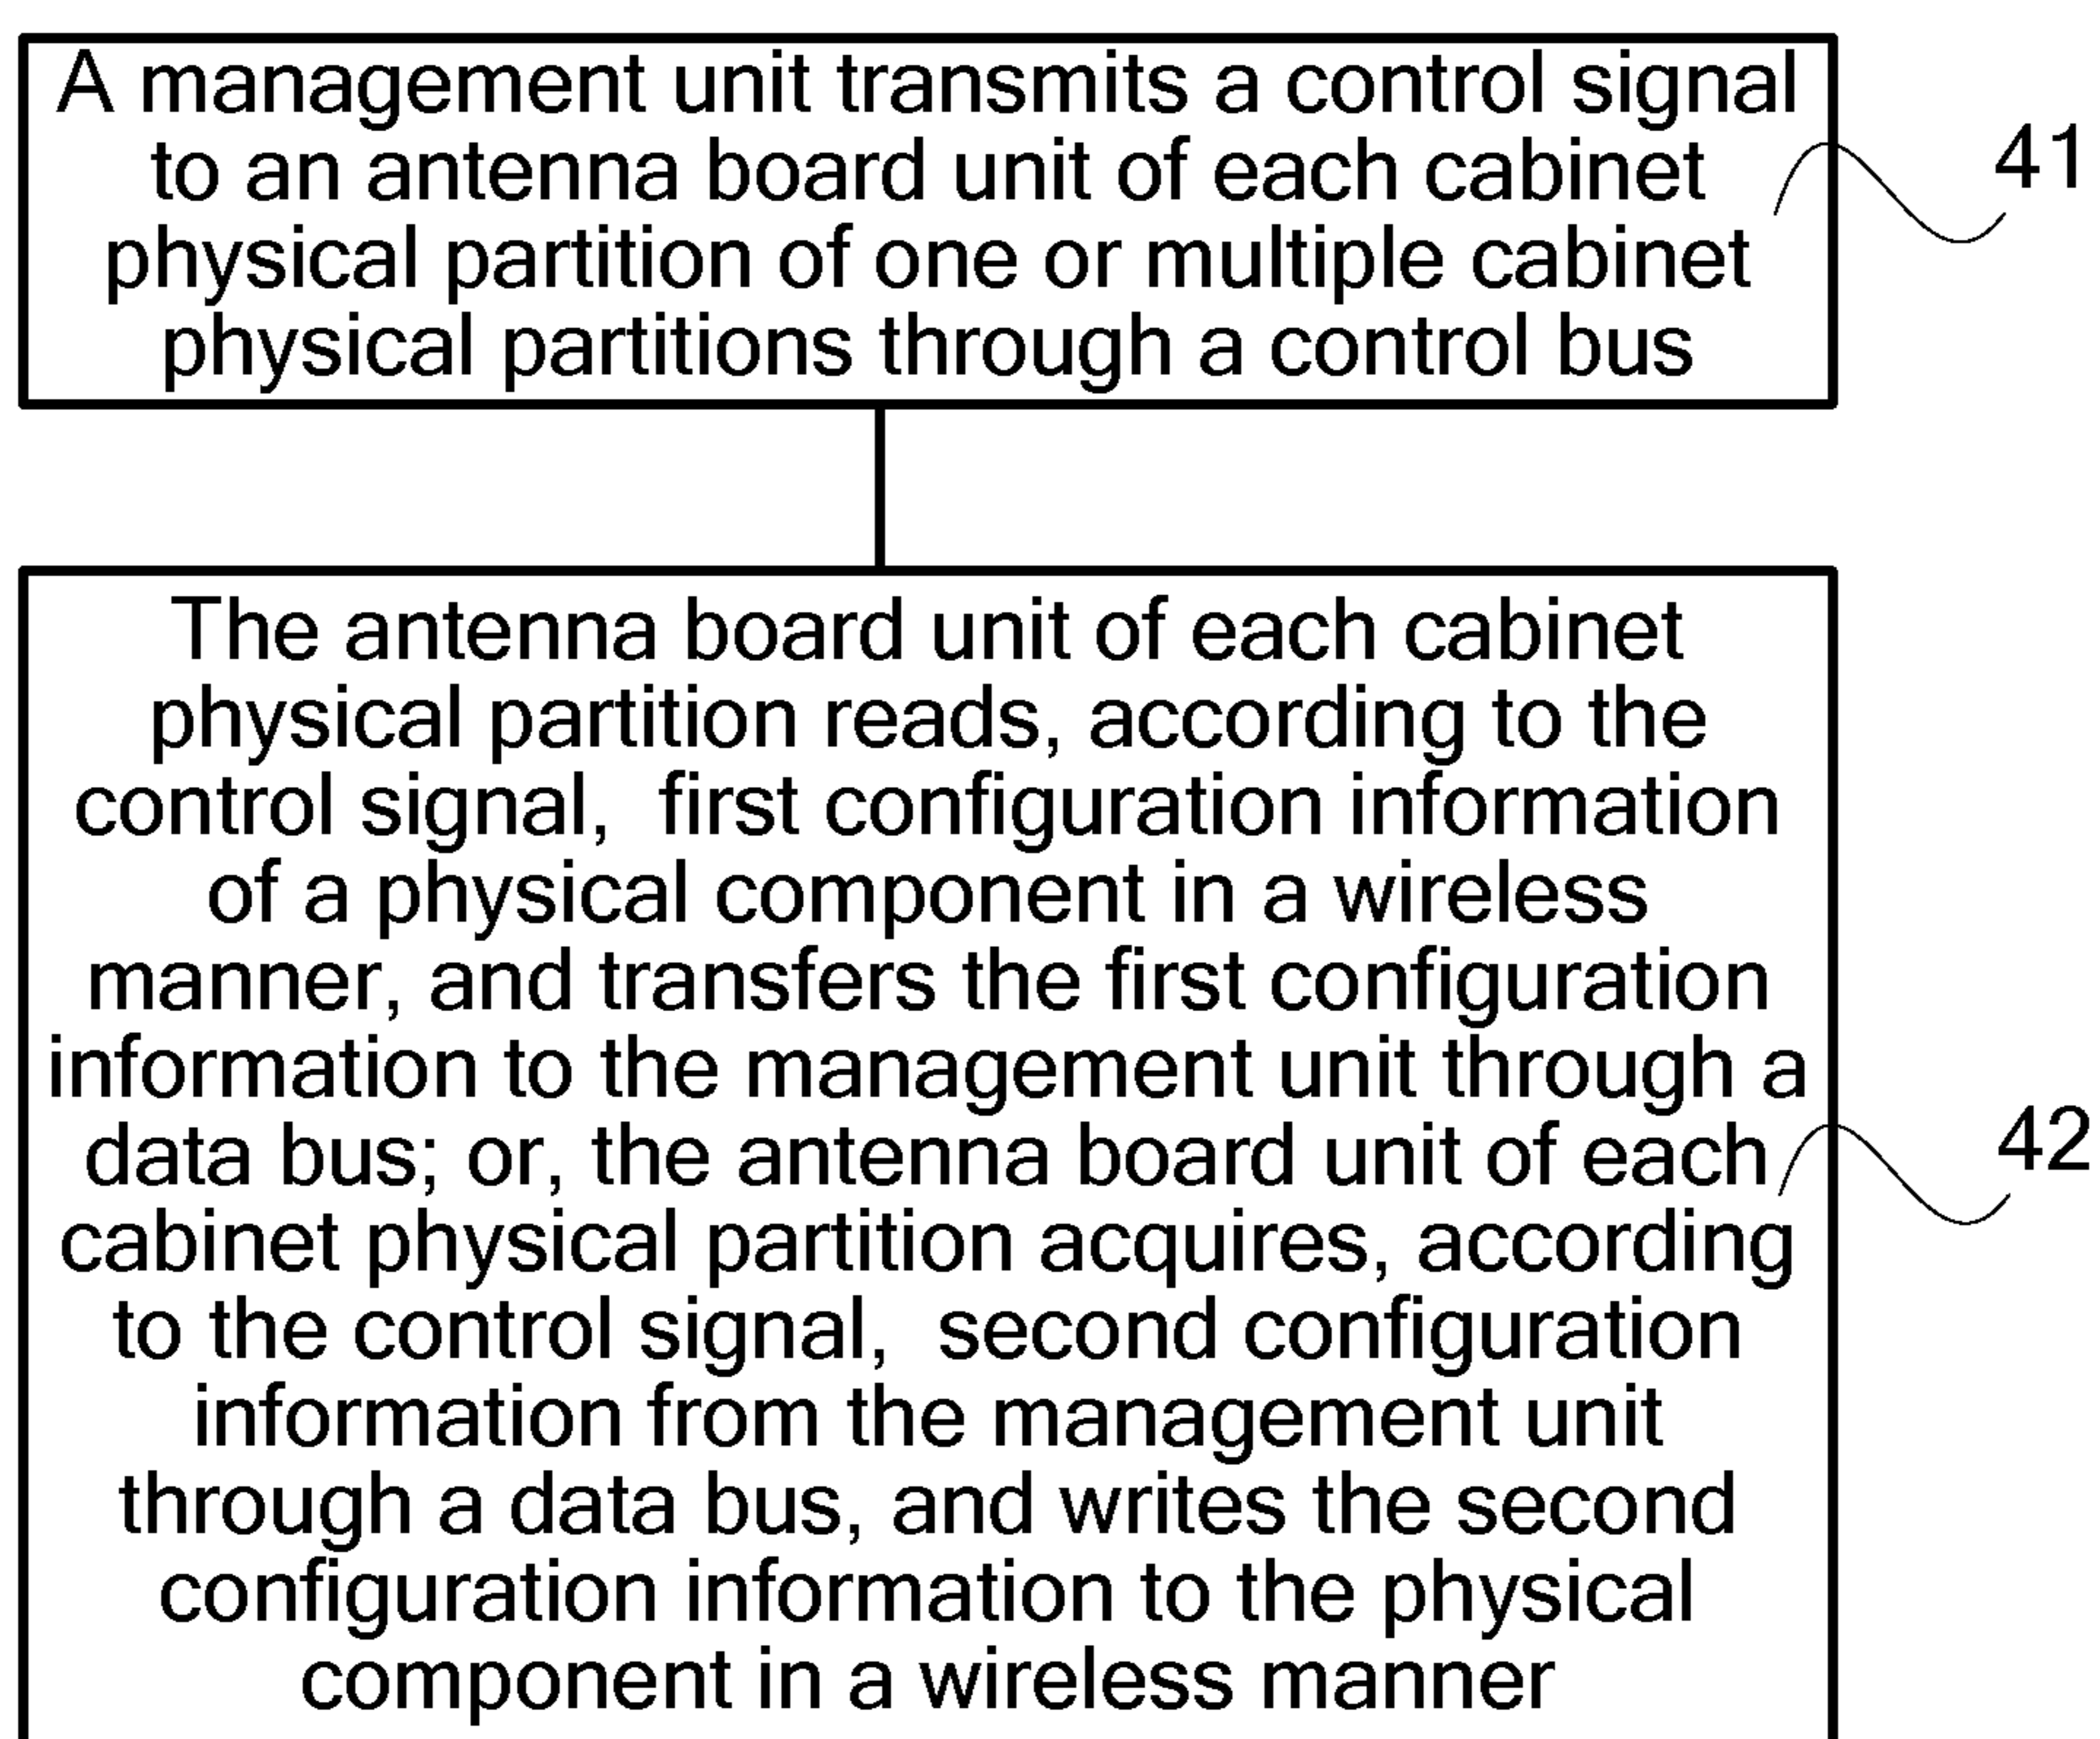 A management unit transmits a control signal
to an antenna board unit of each cabinet
physical partition of one or multiple cabinet
physical partitions through a control bus
41
The antenna board unit of each cabinet
physical partition reads, according to the
control signal, first configuration information
of a physical component in a wireless
manner, and transfers the first configuration
information to the management unit through a
data bus; or, the antenna board unit of each
cabinet physical partition acquires, according
to the control signal, second configuration
information from the management unit
through a data bus, and writes the second
configuration information to the physical
component in a wireless manner
42